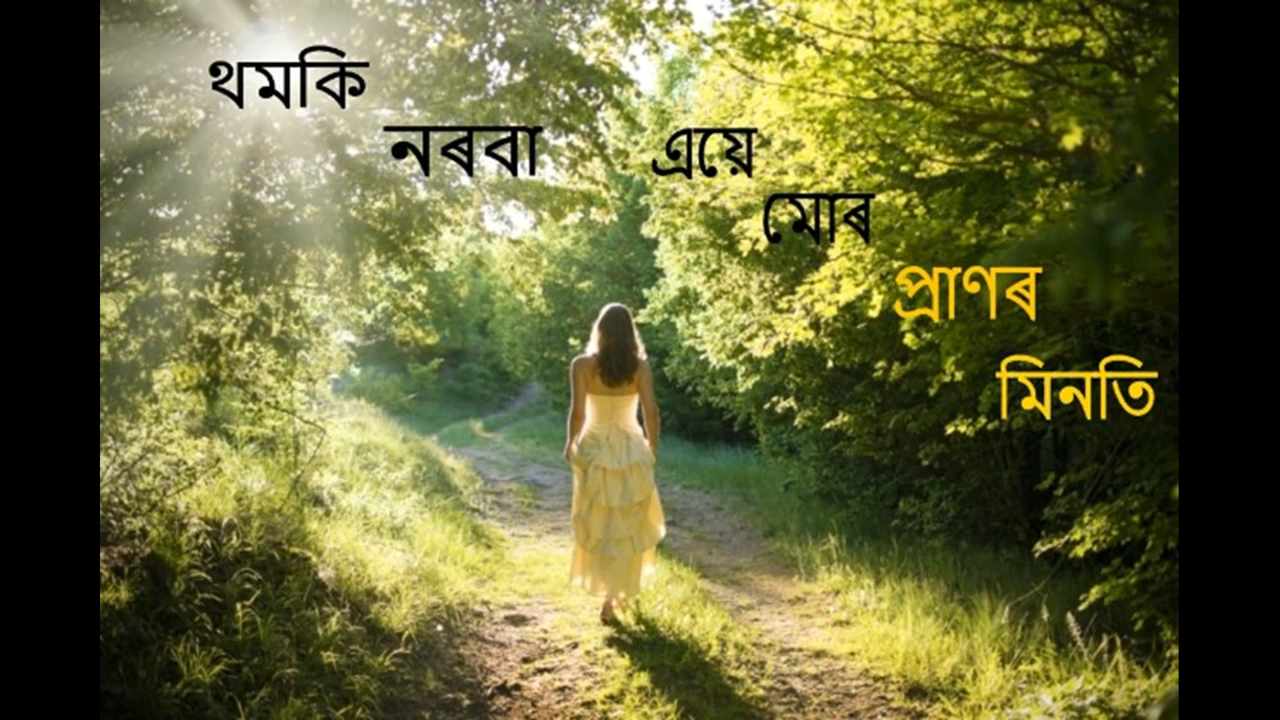 থমকি
নৰবা এয়ে
মোৰ
প্ৰাণৰ
মিনতি